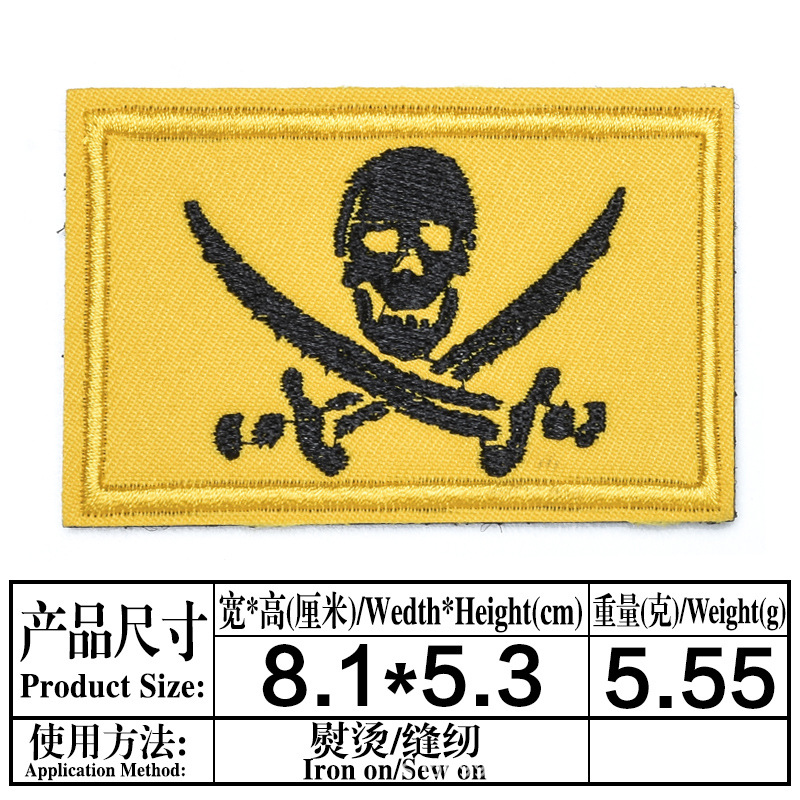 产品尺寸
Product Size:
宽*高(厘米)/Wedth*Height(cm)
重量(克)/Weight(g)
8.1*5.3
5.55
使用方法:
Application Method:
熨烫/缝纫
Iron on/Sew on